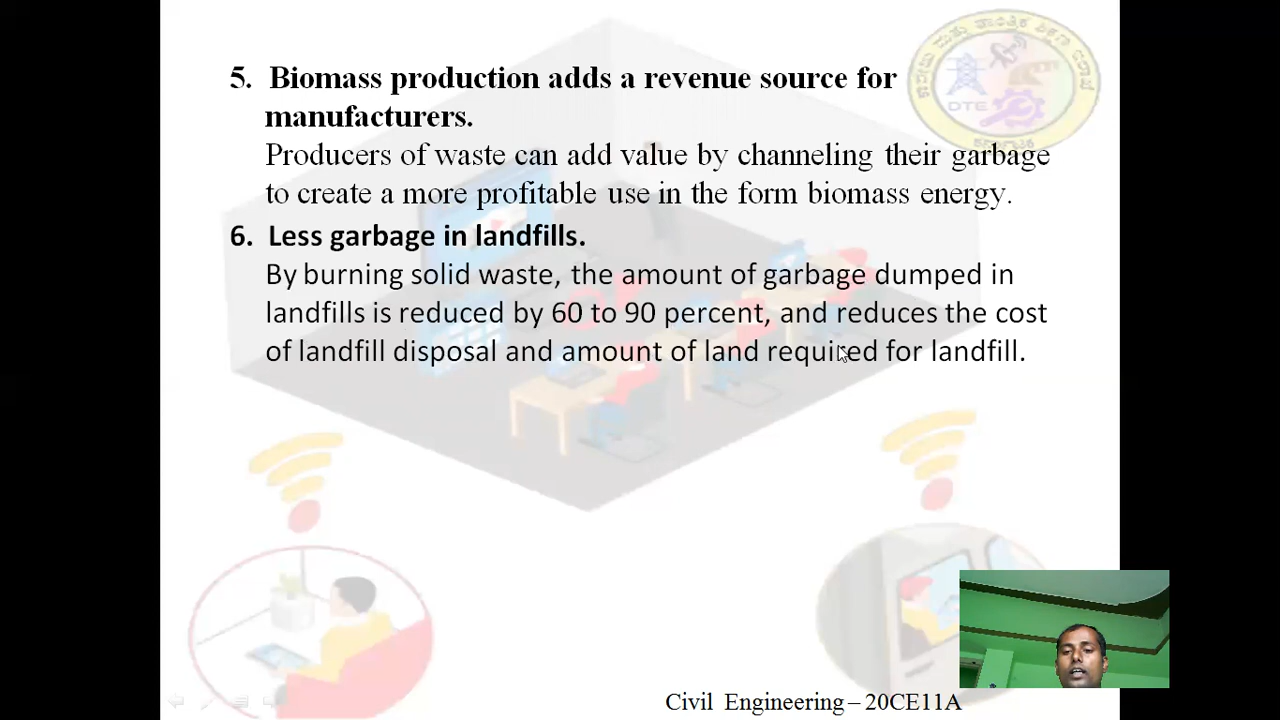 5. Biomass production adds a revenue source for
manufacturers.
Producers of waste can add value by channeling their garbage
to create a more profitable use in the form biomass energy.
6. Less garbage in landfills.
By burning solid waste, the amount of garbage dumped in
landfills is reduced by 60 to 90 percent, and reduces the cost
of landfill disposal and amount of land required for landfill.
DTE
Civil Engineering – 20CE11A